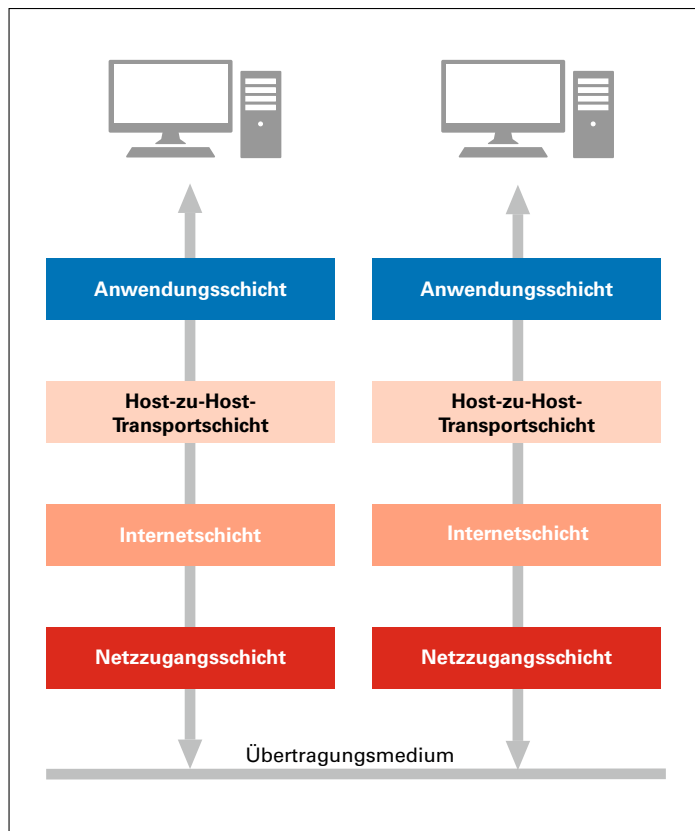 Anwendungsschicht
Anwendungsschicht
Host-zu-Host-
Transportschicht
Host-zu-Host-
Transportschicht
Internetschicht
Internetschicht
Netzzugangsschicht
Netzzugangsschicht
Übertragungsmedium